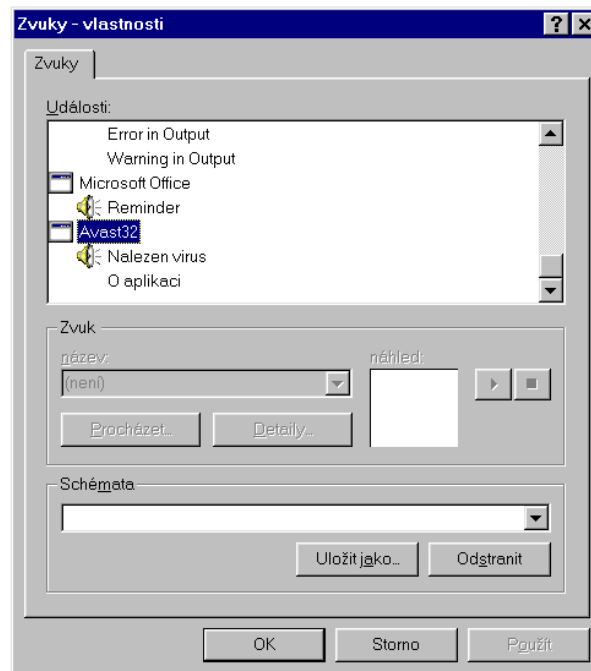 Zvuky - vlastnosti
Zvuky
Události:
Error in Output
Warning in Output
Microsoft Office
Reminder
Avast32
Nalezen virus
O aplikaci
Zvuk
název:
náhled:
(není)
Procházet...
Detaily...
Schémata
Uložit jako...
Odstranit
OK
Storno
Použít